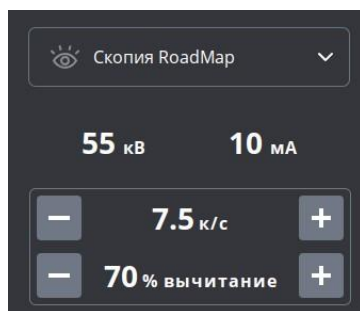 Скопия RoadMap
55 кВ 10 мА
− 7.5 к/с +
− 70 % вычитание +